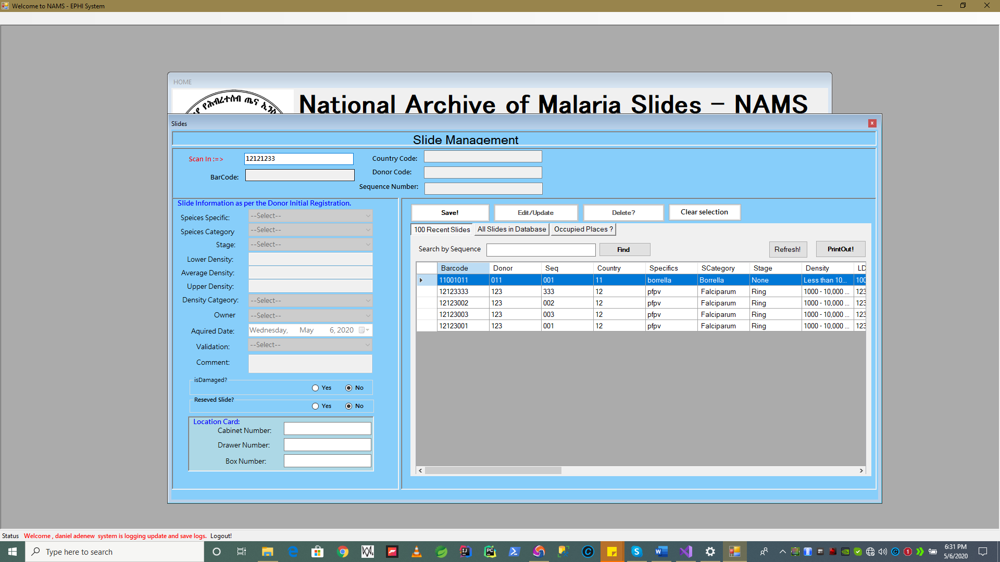 Welcome to NAMS - EPHI System
HOME
National Archive of Malaria Slides - NAMS
Slides
Slide Management
Scan In :=> 12121233
BarCode:
Country Code:
Donor Code:
Sequence Number:
Slide Information as per the Donor Initial Registration.
Speices Specific: --Select--
Speices Category --Select--
Stage: --Select--
Lower Density:
Average Density:
Upper Density:
Density Catgeory: --Select--
Owner --Select--
Aquired Date: Wednesday, May 6, 2020
Validation: --Select--
Comment:
isDamaged?
Yes No
Reseved Slide?
Yes No
Location Card:
Cabinet Number:
Drawer Number:
Box Number:
Save! Edit/Update Delete? Clear selection
100 Recent Slides All Slides in Database Occupied Places ?
Search by Sequence Find Refresh! PrintOut!
Barcode Donor Seq Country Specifics SCategory Stage Density LD
11001011 011 001 11 borrella Borrella None Less than 10... 100
12123333 123 333 12 pfpv Falciparum Ring 1000 - 10,000 ... 123
12123002 123 002 12 pfpv Falciparum Ring 1000 - 10,000 ... 123
12123003 123 003 12 pfpv Falciparum Ring 1000 - 10,000 ... 123
12123001 123 001 12 pfpv Falciparum Ring 1000 - 10,000 ... 123
Status Welcome , daniel adenew system is logging update and save logs. Logout!
Type here to search
6:31 PM
5/6/2020